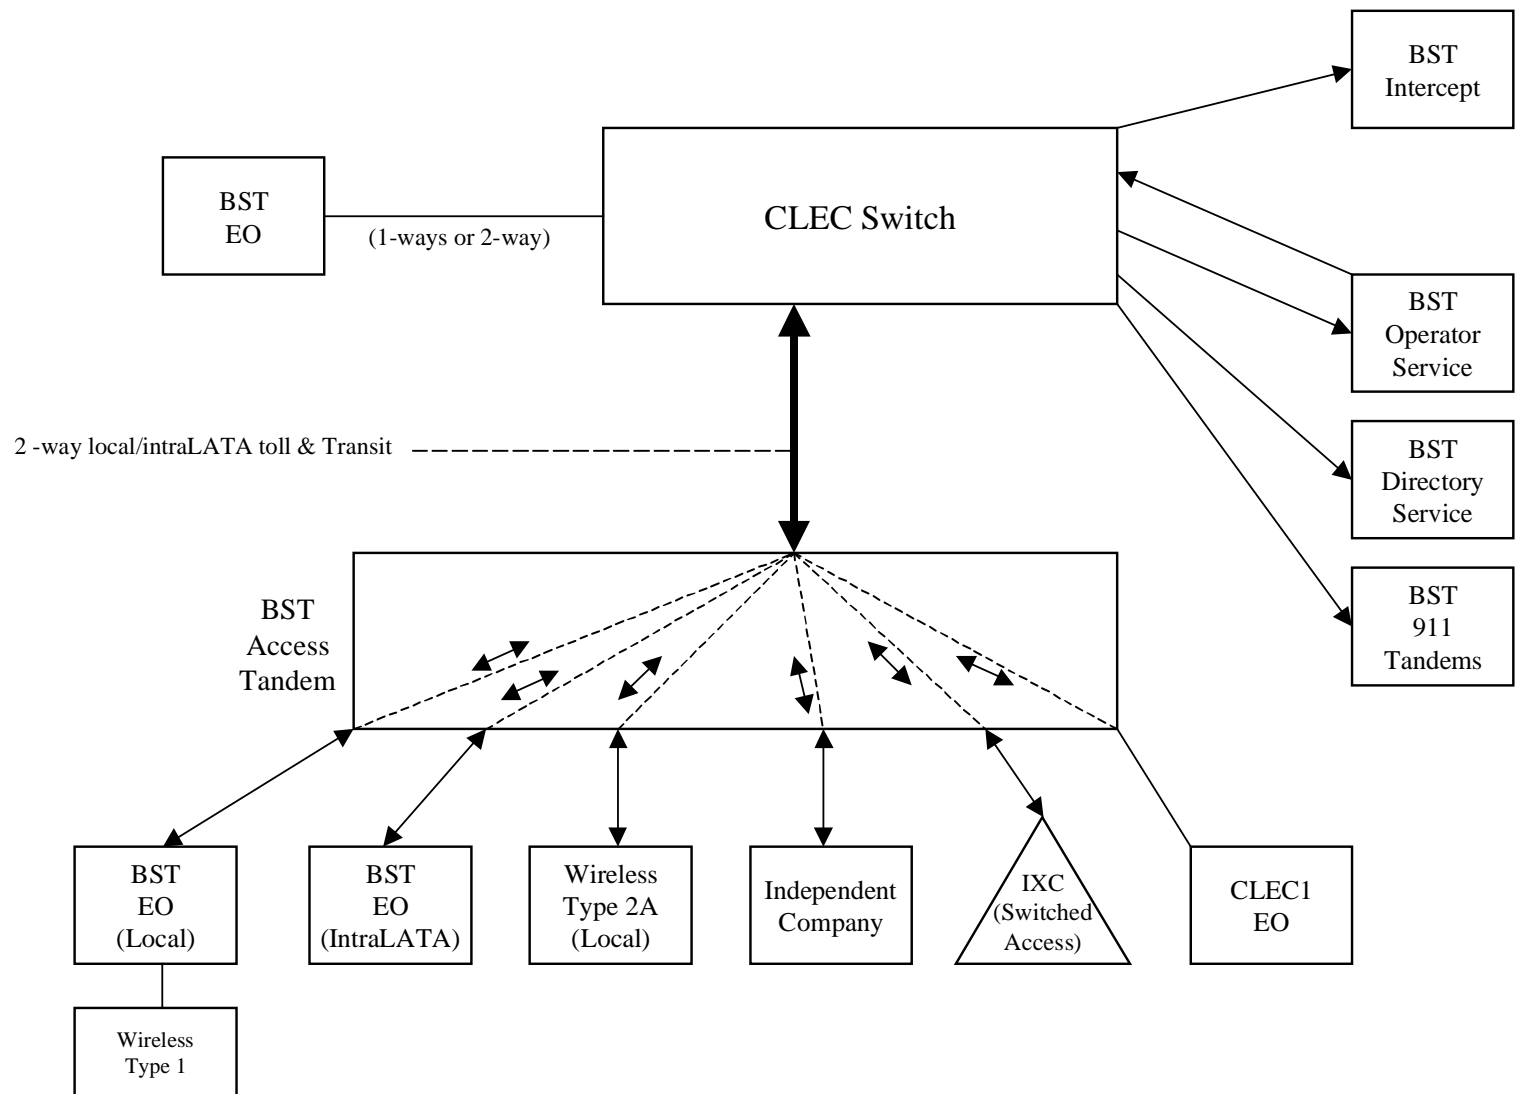 BST
Intercept
BST
EO
(1-ways or 2-way)
CLEC Switch
BST
Operator
Service
2 -way local/intraLATA toll & Transit
BST
Directory
Service
BST
911
Tandems
BST
Access
Tandem
BST
EO
(Local)
BST
EO
(IntraLATA)
Wireless
Type 2A
(Local)
Independent
Company
IXC
(Switched
Access)
CLEC1
EO
Wireless
Type 1